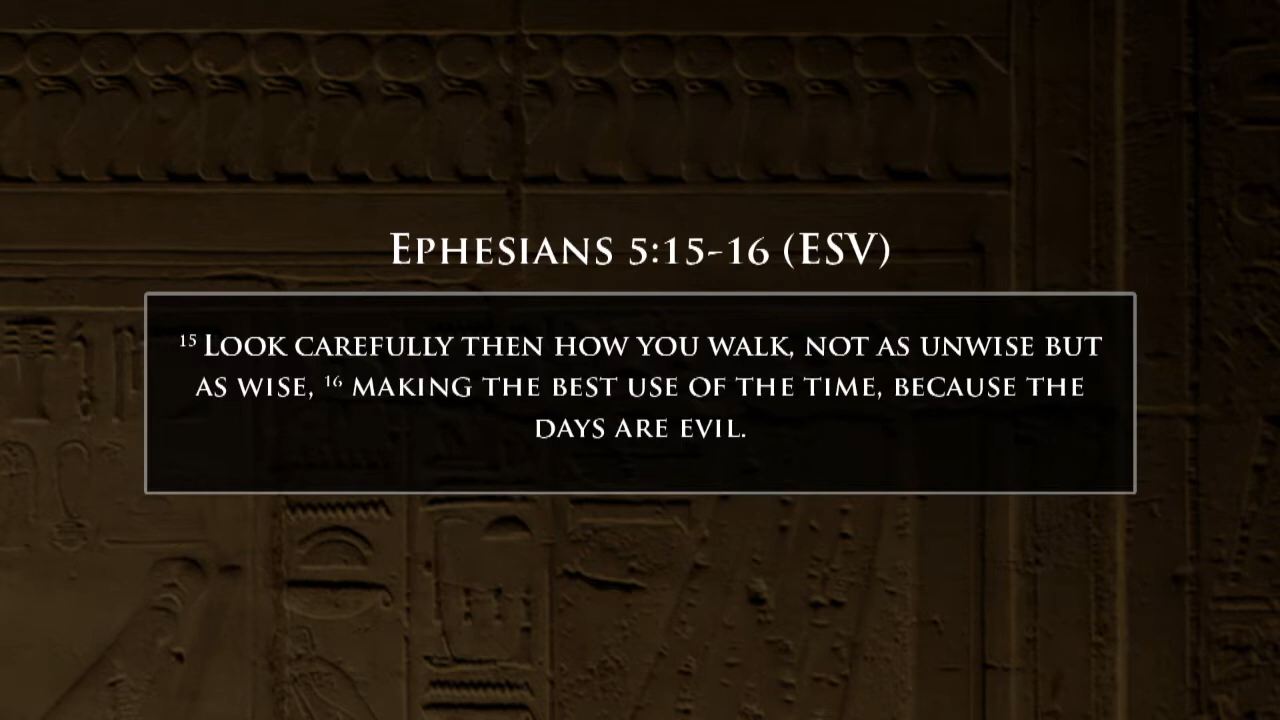 Ephesians 5:15-16 (ESV)
15 Look carefully then how you walk, not as unwise but
as wise, 16 making the best use of the time, because the
days are evil.